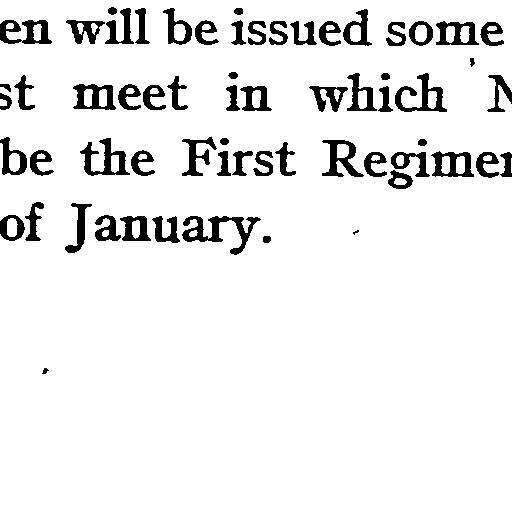 en will be issued some
st meet in which N
be the First Regimen
of January.